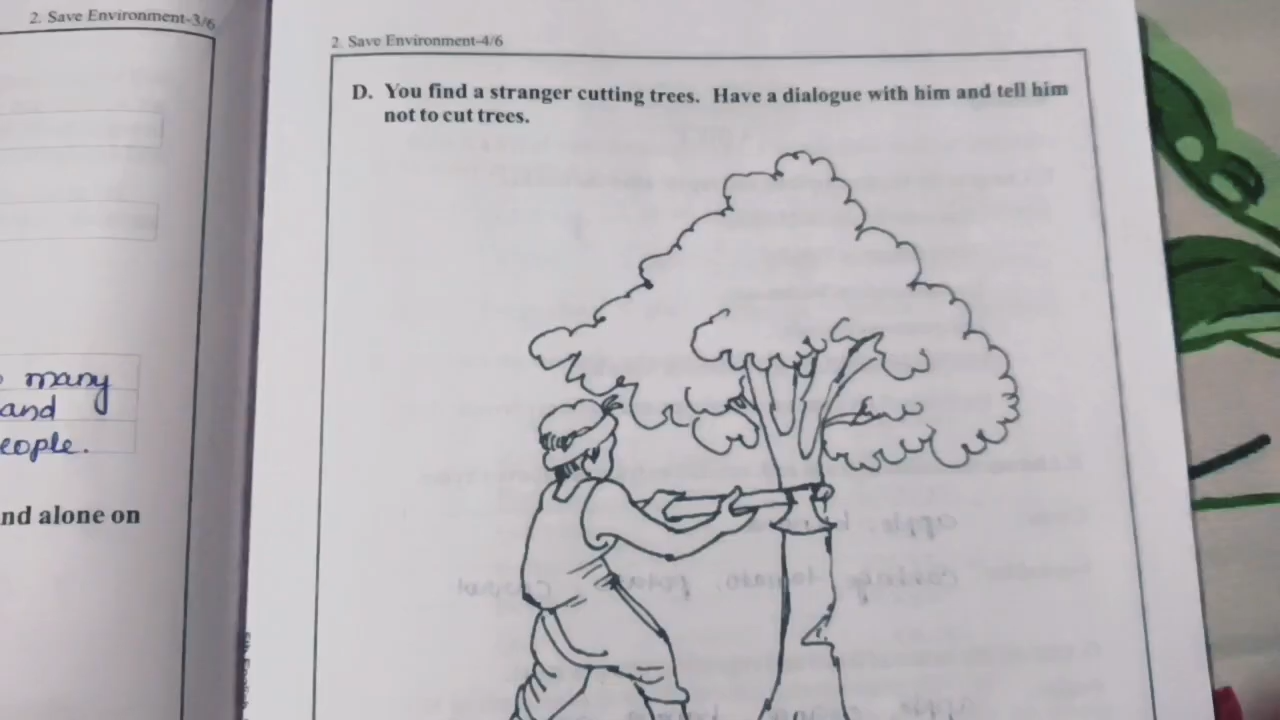 2. Save Environment-3/6
many
and
eople.
nd alone on
2. Save Environment-4/6
D. You find a stranger cutting trees. Have a dialogue with him and tell him
not to cut trees.